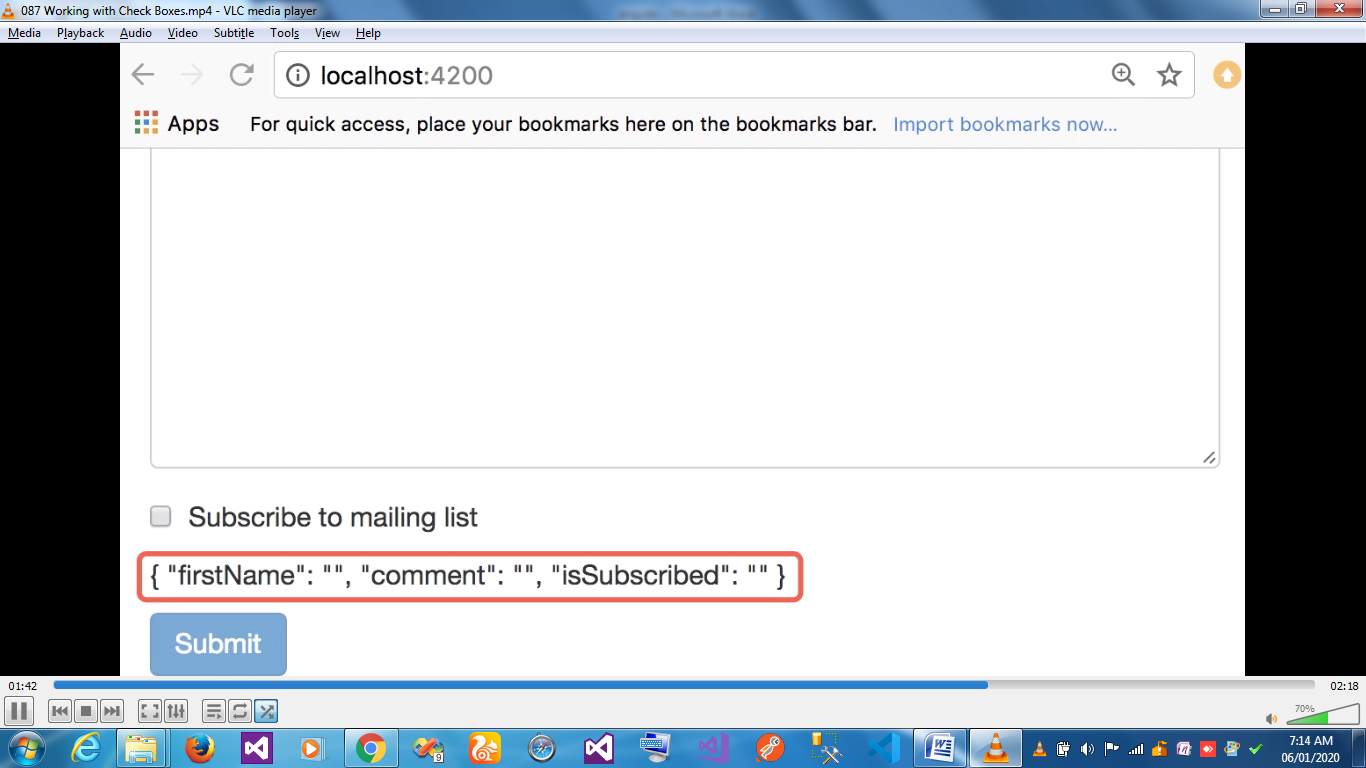 087 Working with Check Boxes.mp4 - VLC media player
Media Playback Audio Video Subtitle Tools View Help
localhost:4200
Apps For quick access, place your bookmarks here on the bookmarks bar. Import bookmarks now...
Subscribe to mailing list
{ "firstName": "", "comment": "", "isSubscribed": "" }
Submit
01:42 02:18
70%
9
7:14 AM
06/01/2020